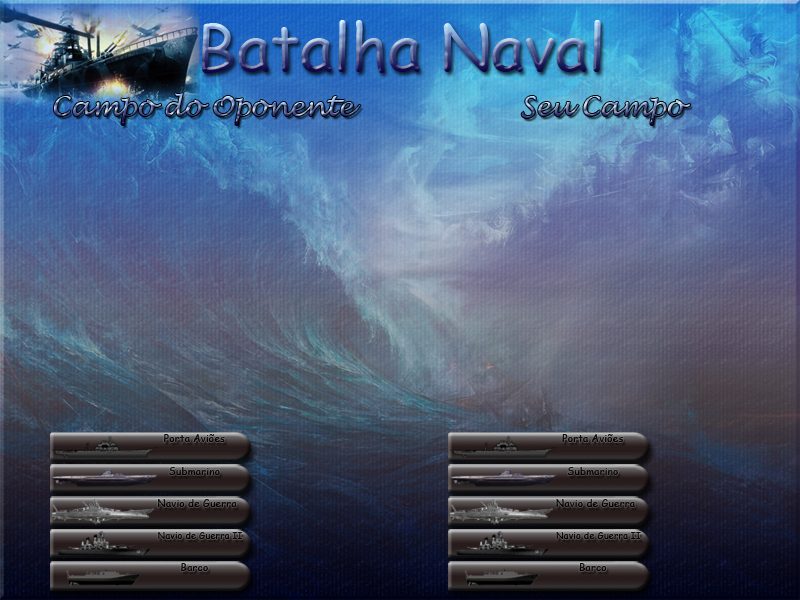 Batalha Naval
Campo do Oponente
Seu Campo
Porta Aviões
Submarino
Navio de Guerra
Navio de Guerra II
Barco
Porta Aviões
Submarino
Navio de Guerra
Navio de Guerra II
Barco